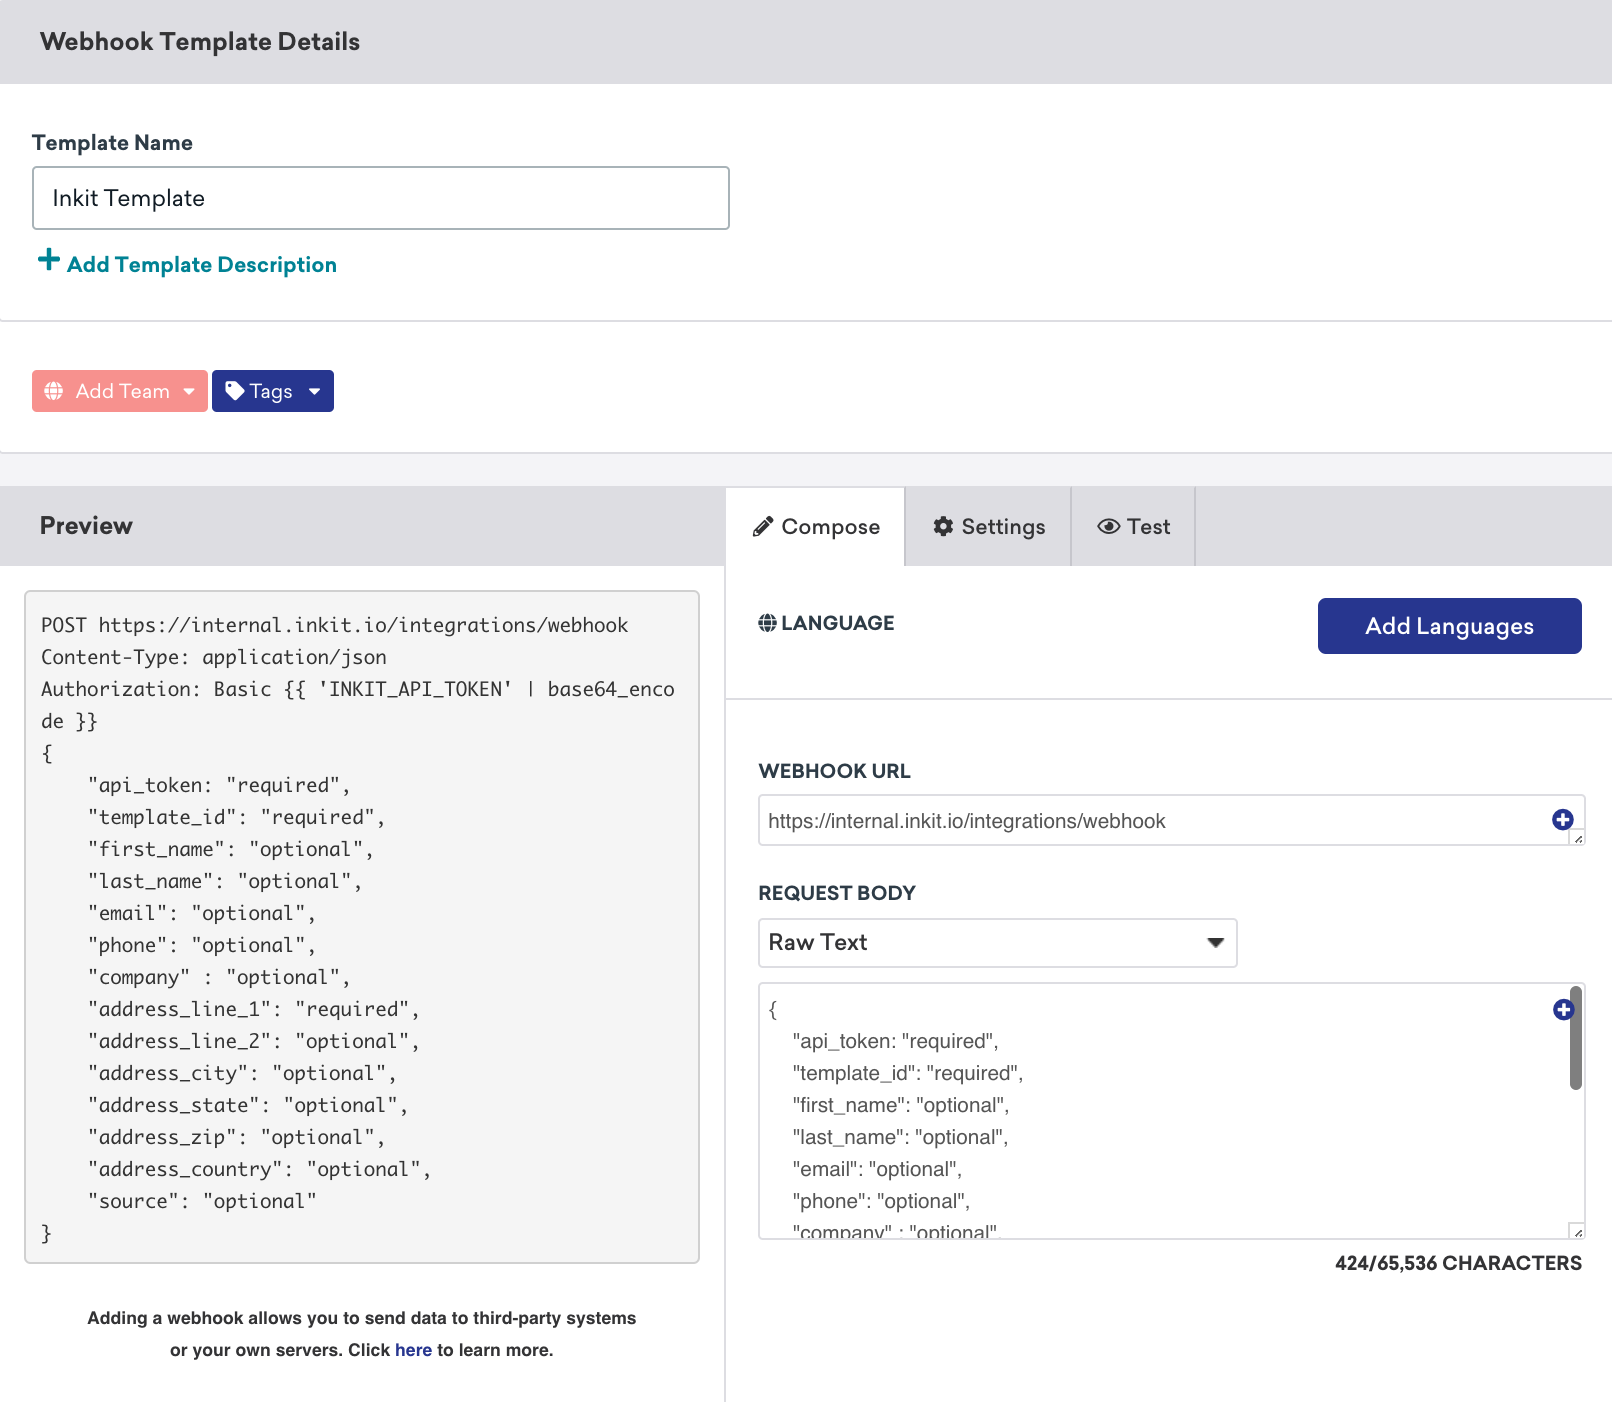 Webhook Template Details
Template Name
Inkit Template
Add Template Description
Add Team
Tags
Preview
POST https://internal.inkit.io/integrations/webhook
Content-Type: application/json
Authorization: Basic {{ 'INKIT_API_TOKEN' | base64_enco
de }}
{
    "api_token: "required",
    "template_id": "required",
    "first_name": "optional",
    "last_name": "optional",
    "email": "optional",
    "phone": "optional",
    "company" : "optional",
    "address_line_1": "required",
    "address_line_2": "optional",
    "address_city": "optional",
    "address_state": "optional",
    "address_zip": "optional",
    "address_country": "optional",
    "source": "optional"
}
Adding a webhook allows you to send data to third-party systems
or your own servers. Click here to learn more.
Compose
Settings
Test
LANGUAGE
Add Languages
WEBHOOK URL
https://internal.inkit.io/integrations/webhook
REQUEST BODY
Raw Text
{
    "api_token: "required",
    "template_id": "required",
    "first_name": "optional",
    "last_name": "optional",
    "email": "optional",
    "phone": "optional",
    "company" : "optional",
424/65,536 CHARACTERS